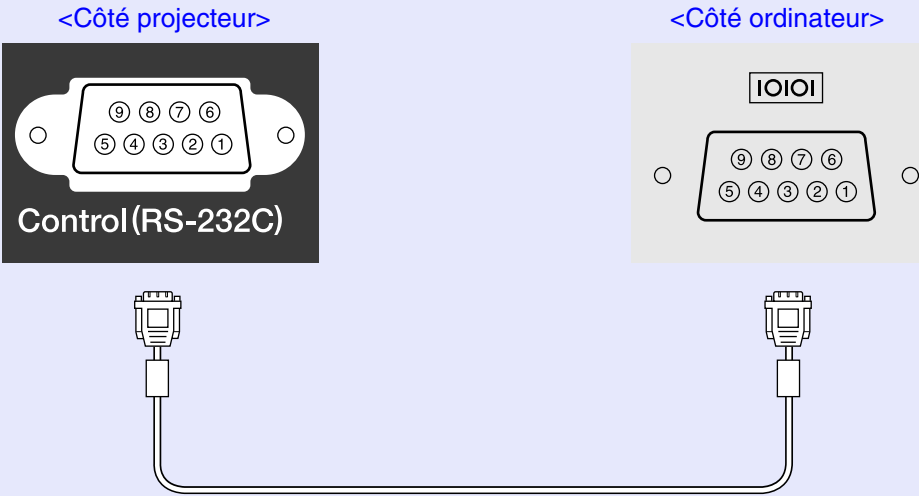 <Côté projecteur>
<Côté ordinateur>
IOIOI
9 8 7 6
5 4 3 2 1
9 8 7 6
5 4 3 2 1
Control (RS-232C)